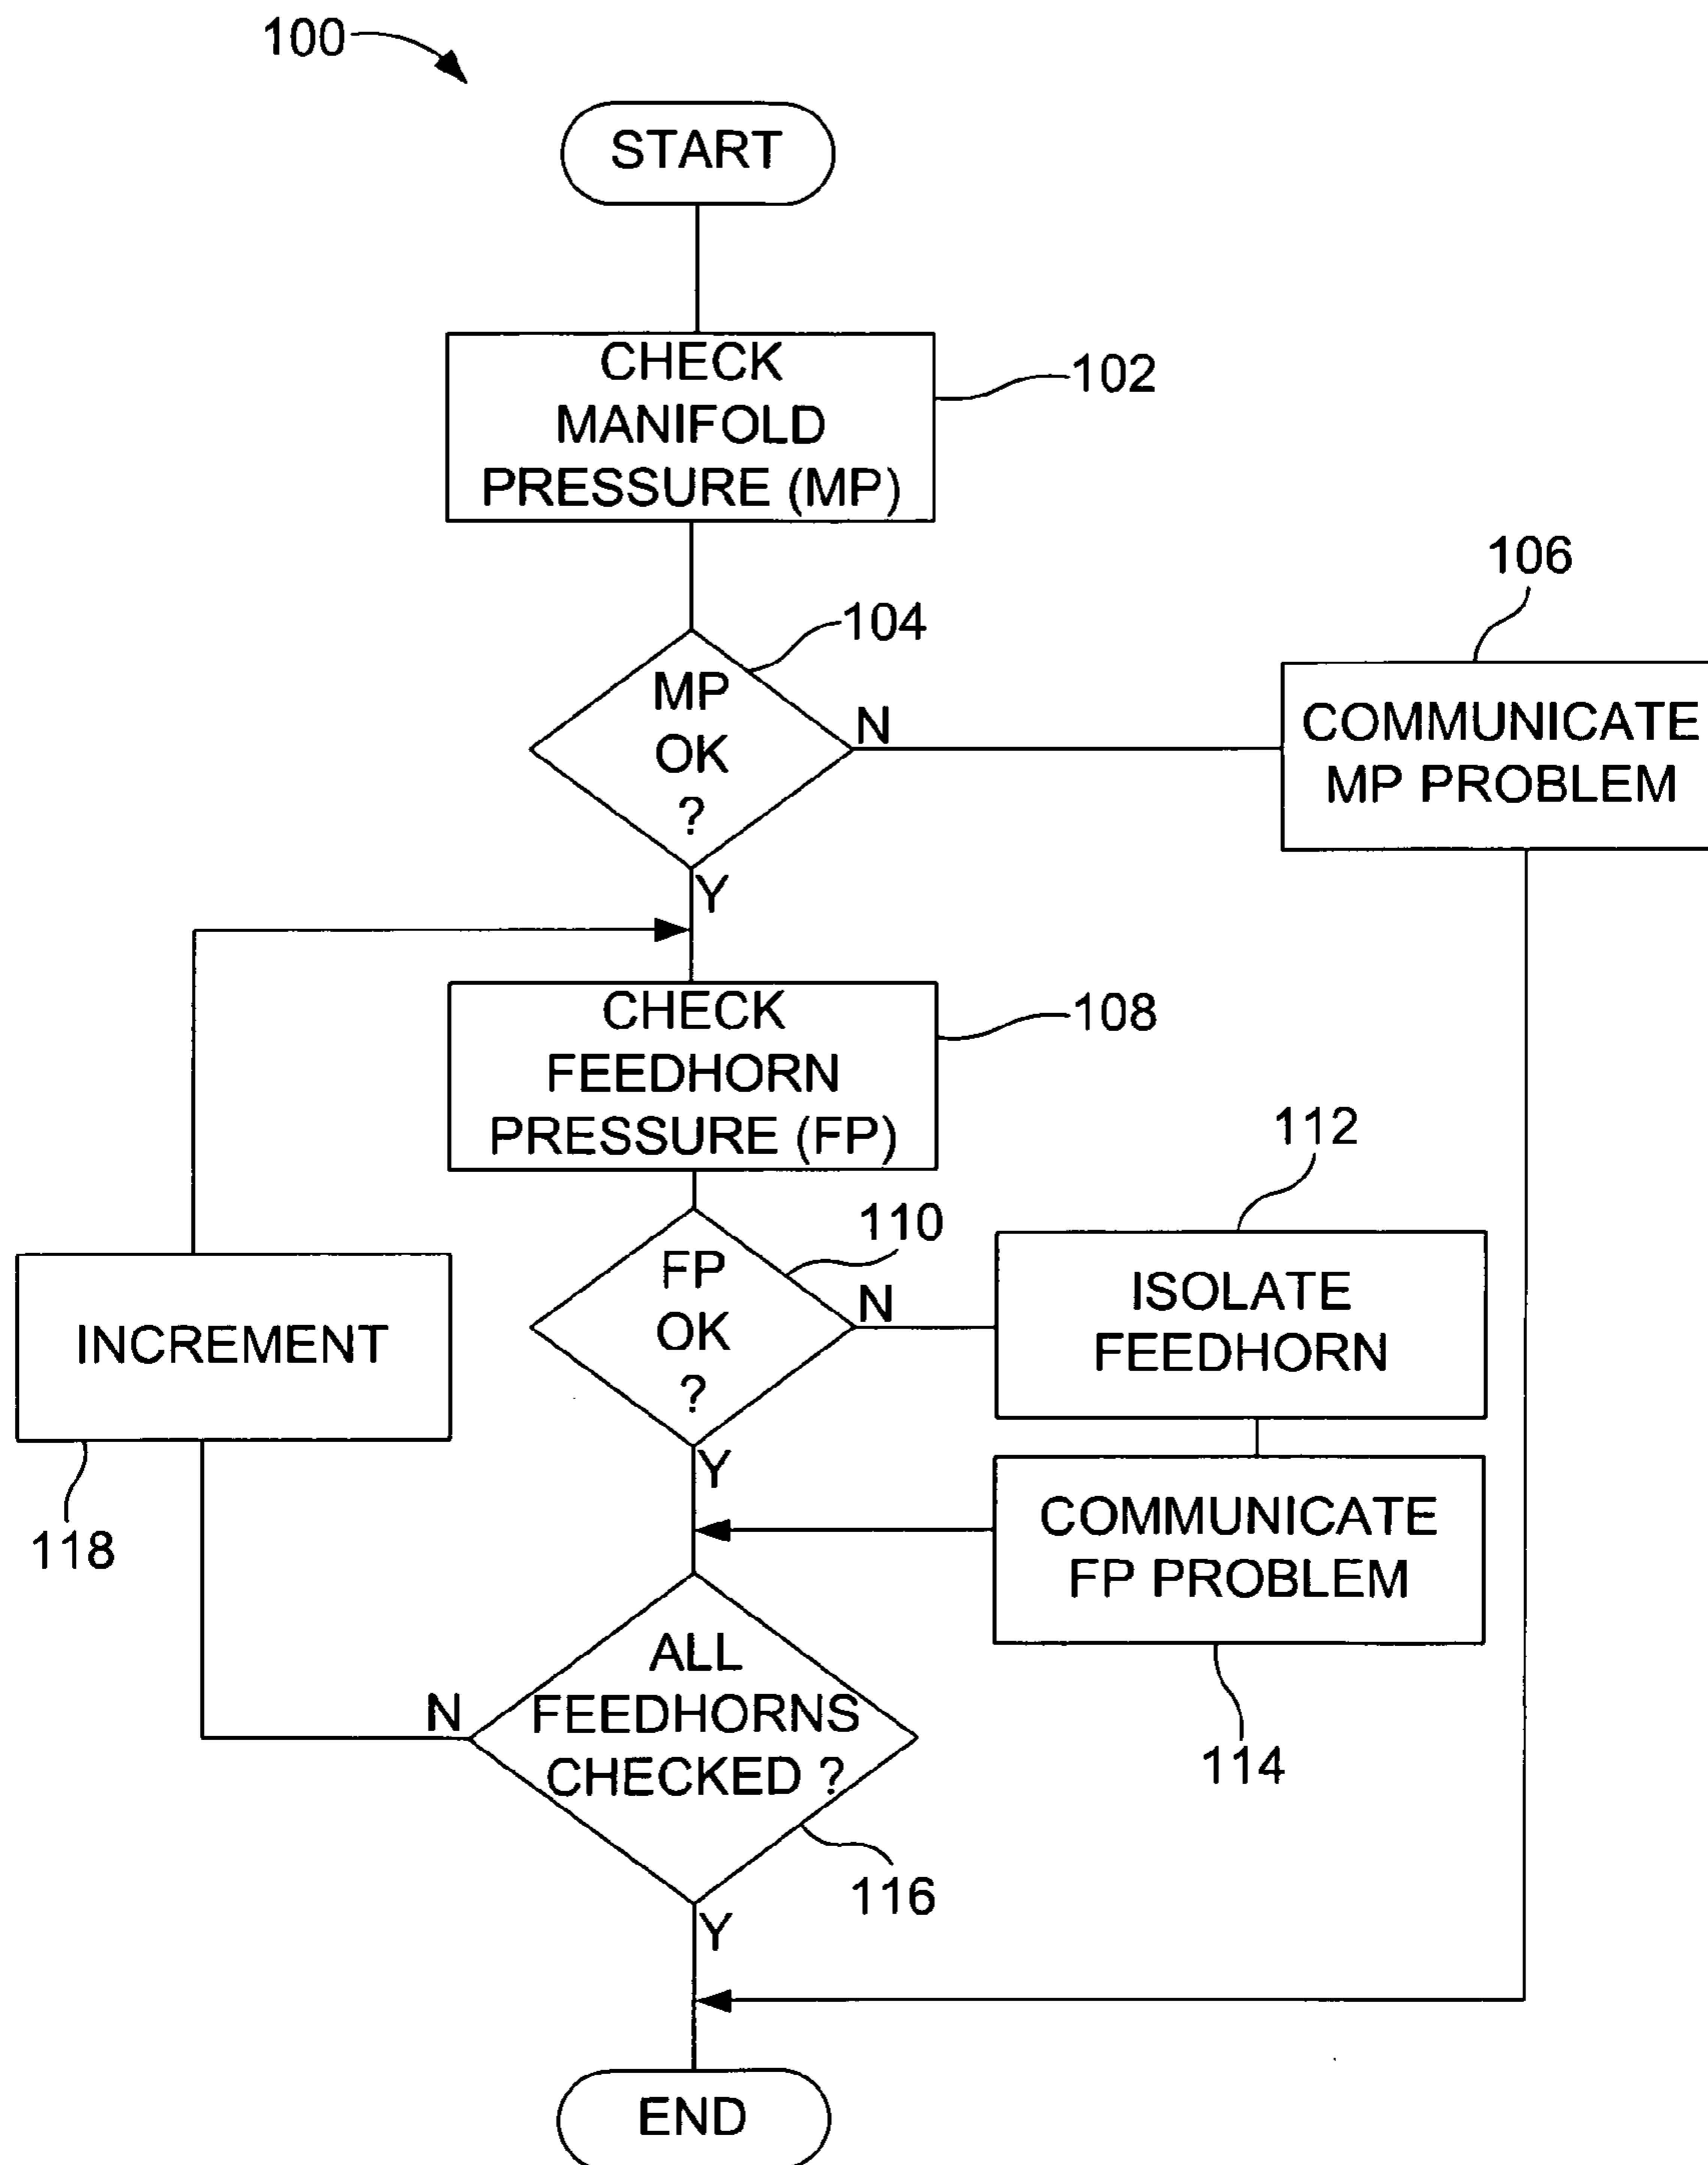 100
START
CHECK
MANIFOLD
PRESSURE (MP)
102
104
MP
OK
?
N
Y
106
COMMUNICATE
MP PROBLEM
CHECK
FEEDHORN
PRESSURE (FP)
108
110
FP
OK
?
N
Y
112
ISOLATE
FEEDHORN
INCREMENT
118
COMMUNICATE
FP PROBLEM
114
ALL
FEEDHORNS
CHECKED ?
N
116
Y
END